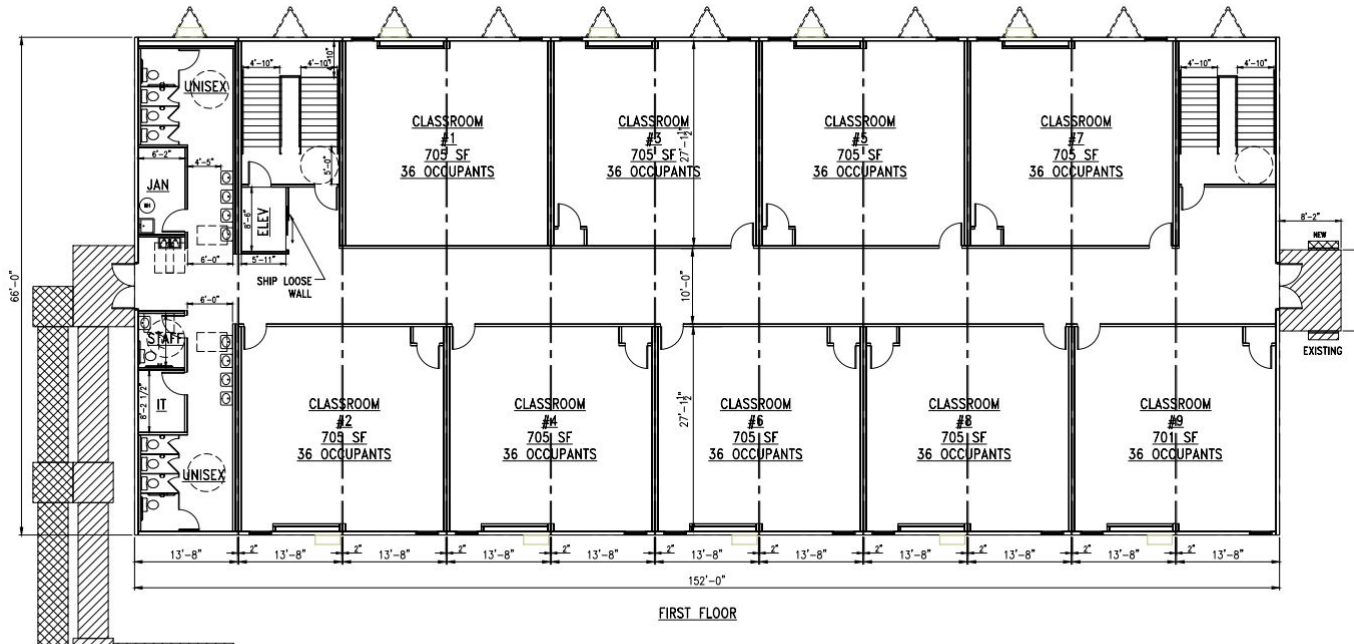 4'-10"
4'-10"
4'-10"
4'-10"
UNISEX
CLASSROOM
#1
705 SF
36 OCCUPANTS
CLASSROOM
#3
705 SF
36 OCCUPANTS
27'-1½"
CLASSROOM
#5
705 SF
36 OCCUPANTS
CLASSROOM
#7
705 SF
36 OCCUPANTS
6'-2"
4'-5"
5'-0"
JAN
ELEV
8'-6"
5'-11"
6'-0"
SHIP LOOSE
WALL
8'-2"
NEW
66'-0"
10'-0"
6'-0"
STAFF
EXISTING
8'-2 1/2"
IT
UNISEX
CLASSROOM
#2
705 SF
36 OCCUPANTS
CLASSROOM
#4
705 SF
36 OCCUPANTS
27'-1½"
CLASSROOM
#6
705 SF
36 OCCUPANTS
CLASSROOM
#8
705 SF
36 OCCUPANTS
CLASSROOM
#9
701 SF
36 OCCUPANTS
13'-8" 2" 13'-8" 2" 13'-8" 2" 13'-8" 2" 13'-8" 2" 13'-8" 2" 13'-8" 2" 13'-8" 2" 13'-8" 2" 13'-8" 2" 13'-8"
152'-0"
FIRST FLOOR